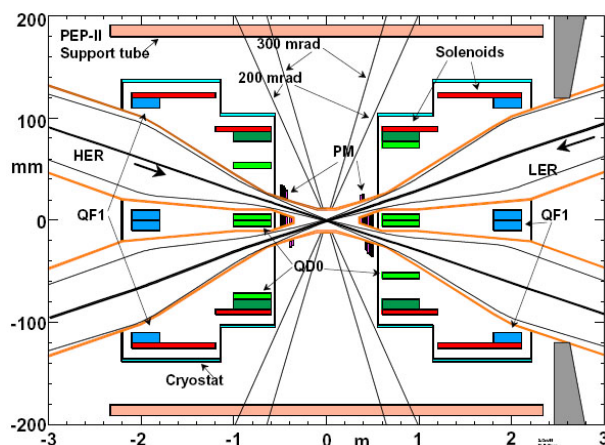 200
PEP-II
Support tube
300 mrad
Solenoids
200 mrad
100
mm
HER
PM
LER
0
QF1
QF1
QD0
-100
Cryostat
-200
-3
-2
-1
0
m
1
2
3